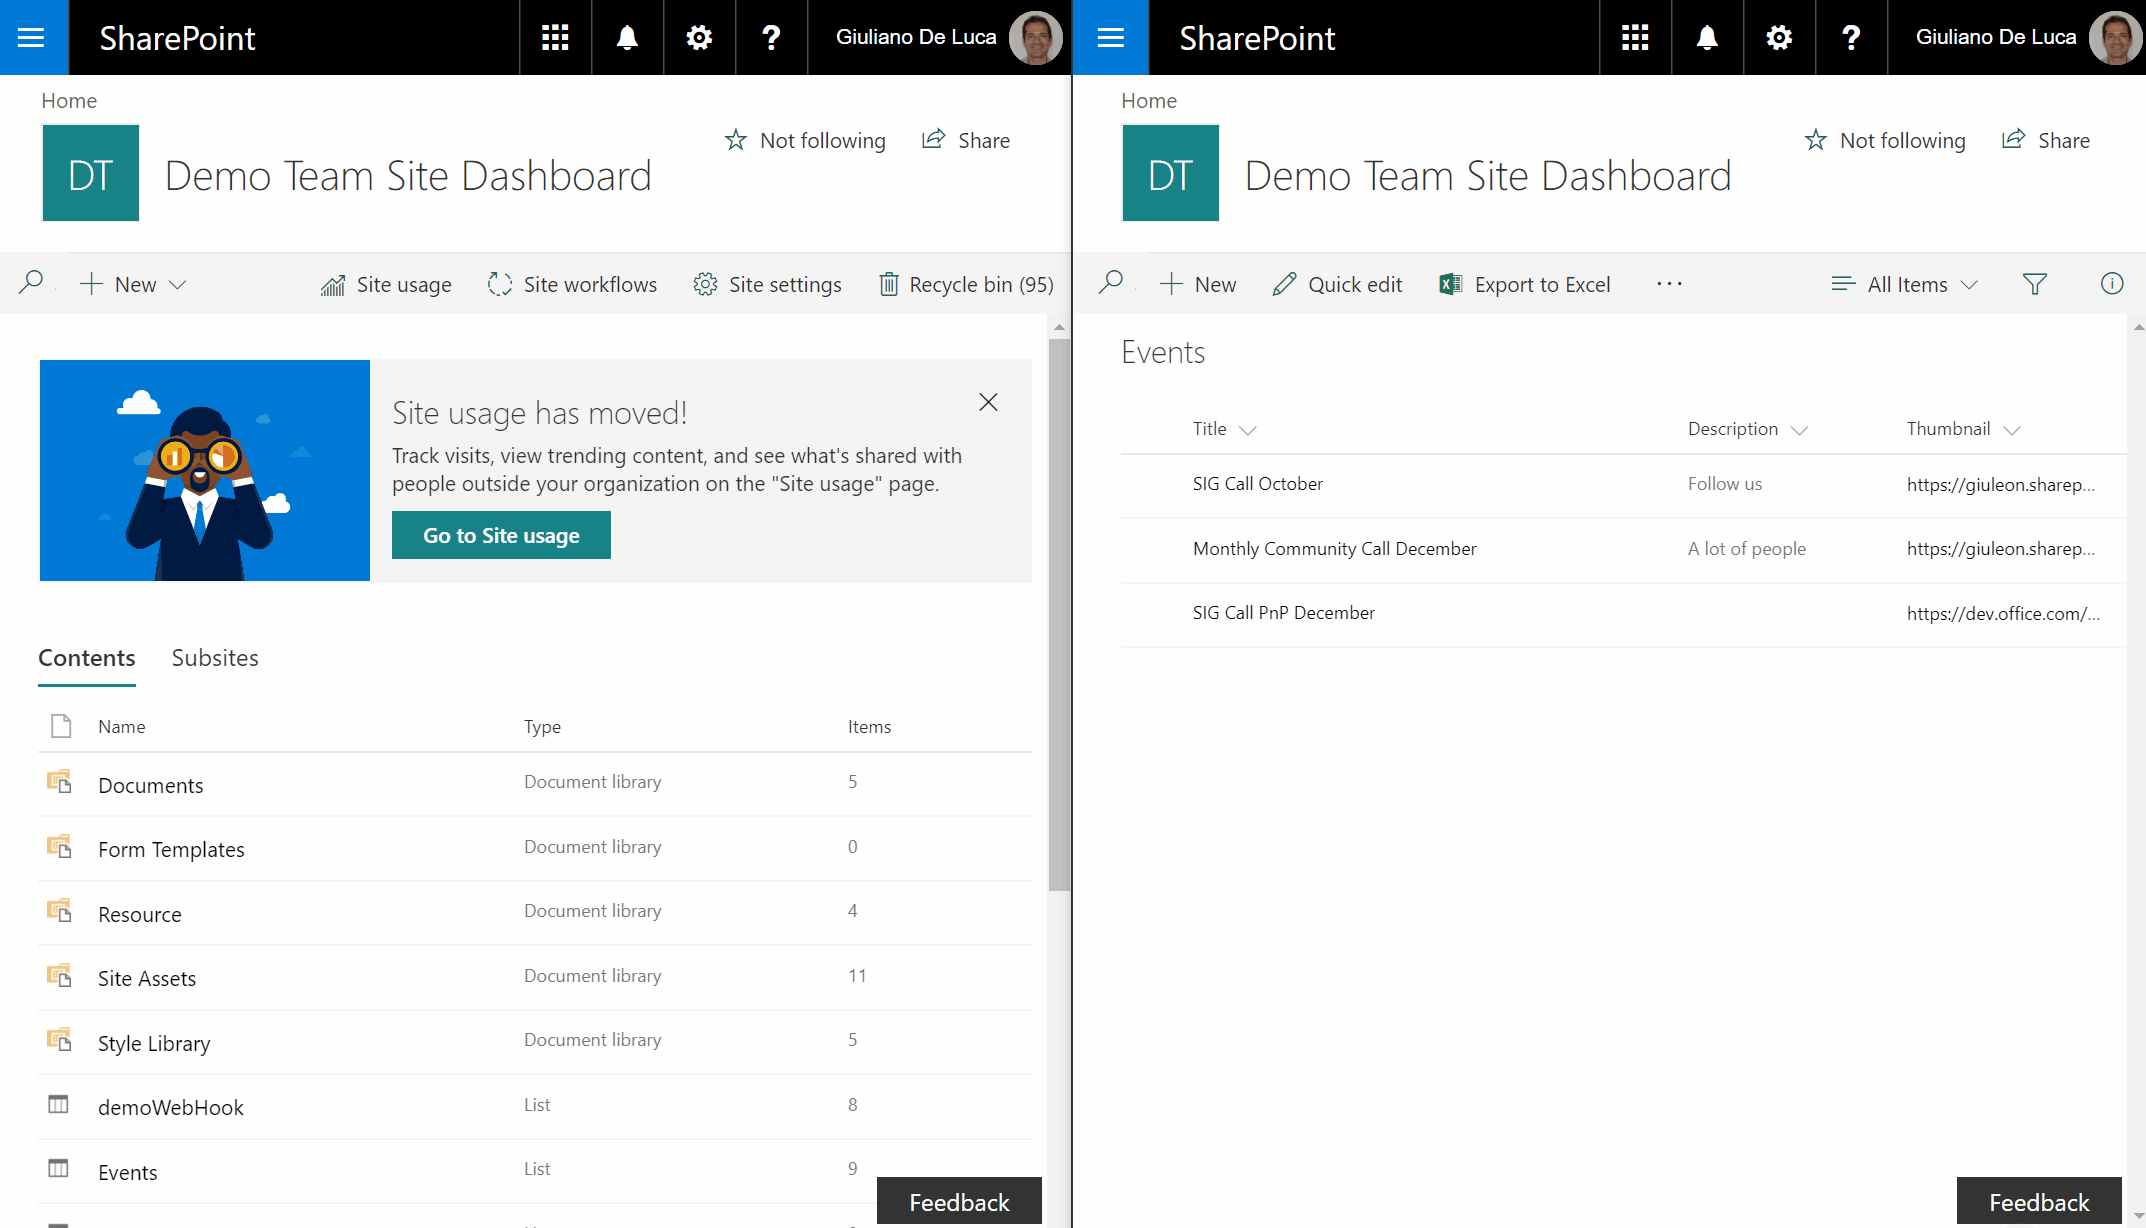 SharePoint
Giuliano De Luca
Home
DT
Demo Team Site Dashboard
Not following
Share
New
Site usage
Site workflows
Site settings
Recycle bin (95)
Site usage has moved!
Track visits, view trending content, and see what's shared with
people outside your organization on the "Site usage" page.
Go to Site usage
Contents Subsites
Name Type Items
Documents Document library 5
Form Templates Document library 0
Resource Document library 4
Site Assets Document library 11
Style Library Document library 5
demoWebHook List 8
Events List 9
Feedback
SharePoint
Giuliano De Luca
Home
DT
Demo Team Site Dashboard
Not following
Share
New
Quick edit
Export to Excel
...
All Items
Events
Title Description Thumbnail
SIG Call October Follow us https://giuleon.sharep...
Monthly Community Call December A lot of people https://giuleon.sharep...
SIG Call PnP December https://dev.office.com/...
Feedback